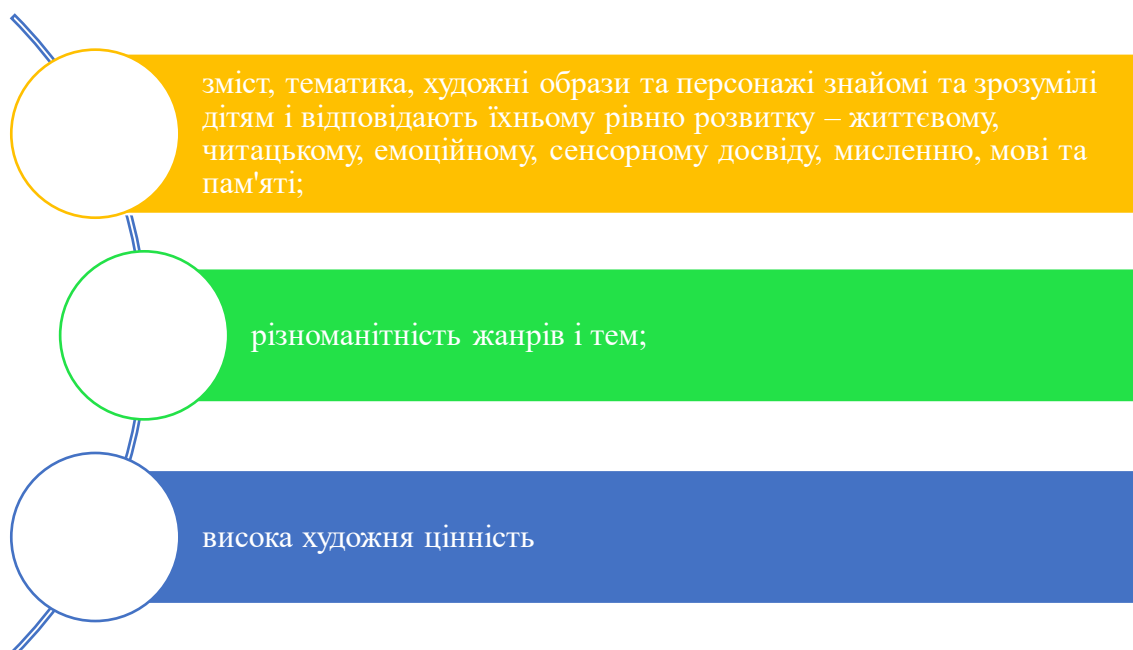 зміст, тематика, художні образи та персонажі знайомі та зрозумілі
дітям і відповідають їхньому рівню розвитку – життєвому,
читацькому, емоційному, сенсорному досвіду, мисленню, мові та
пам'яті;
різноманітність жанрів і тем;
висока художня цінність